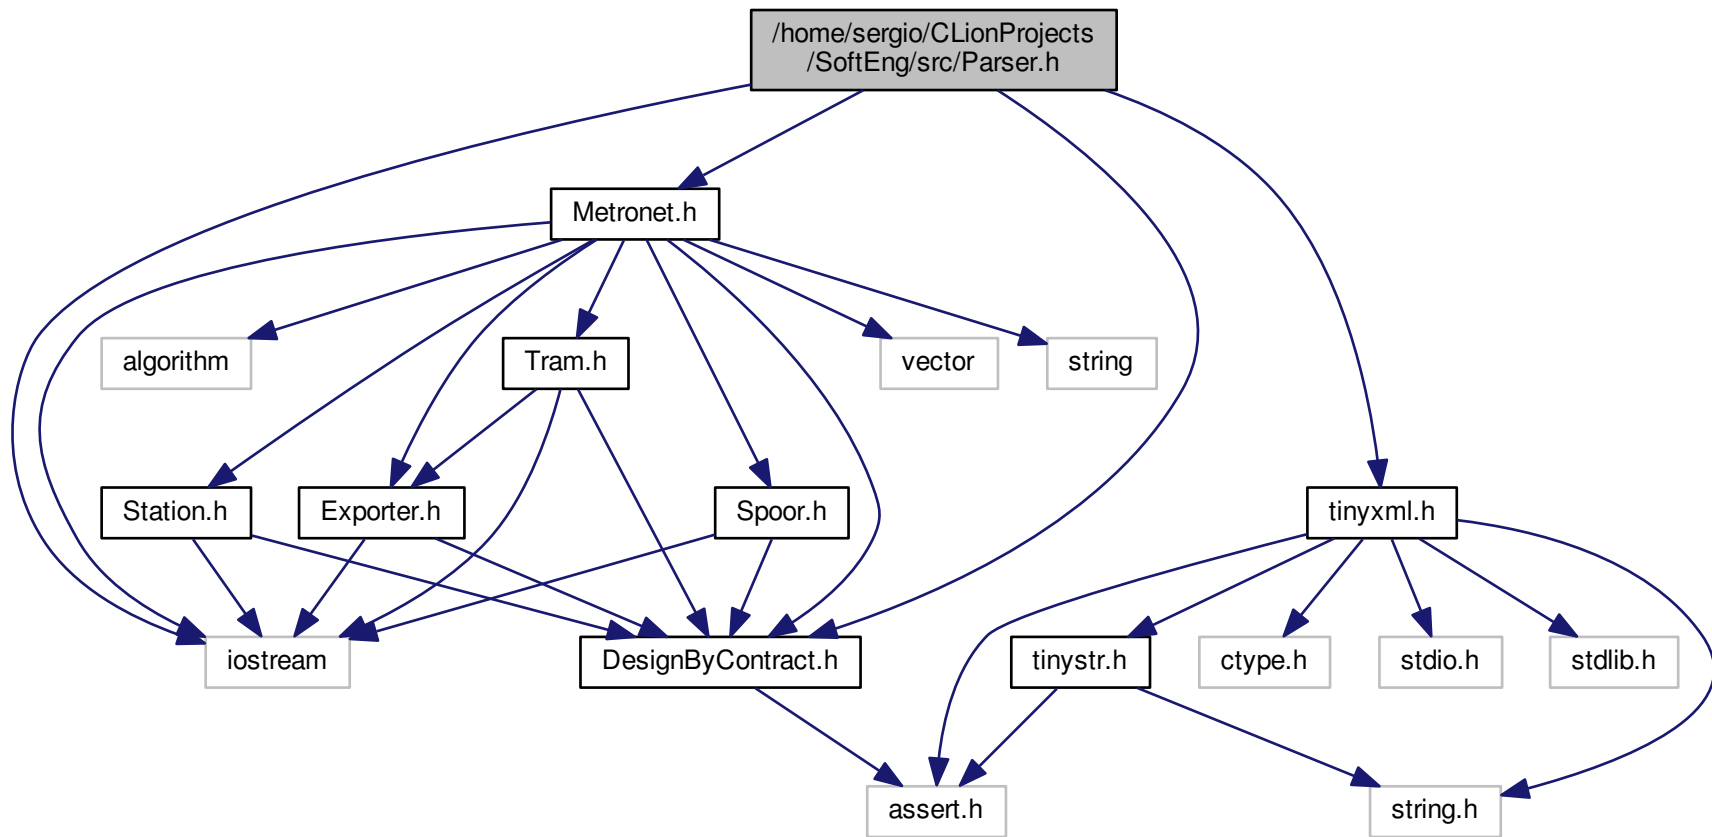 /home/sergio/CLionProjects
/SoftEng/src/Parser.h
Metronet.h
algorithm
Tram.h
vector
string
Station.h
Exporter.h
Spoor.h
tinyxml.h
iostream
DesignByContract.h
tinystr.h
ctype.h
stdio.h
stdlib.h
assert.h
string.h